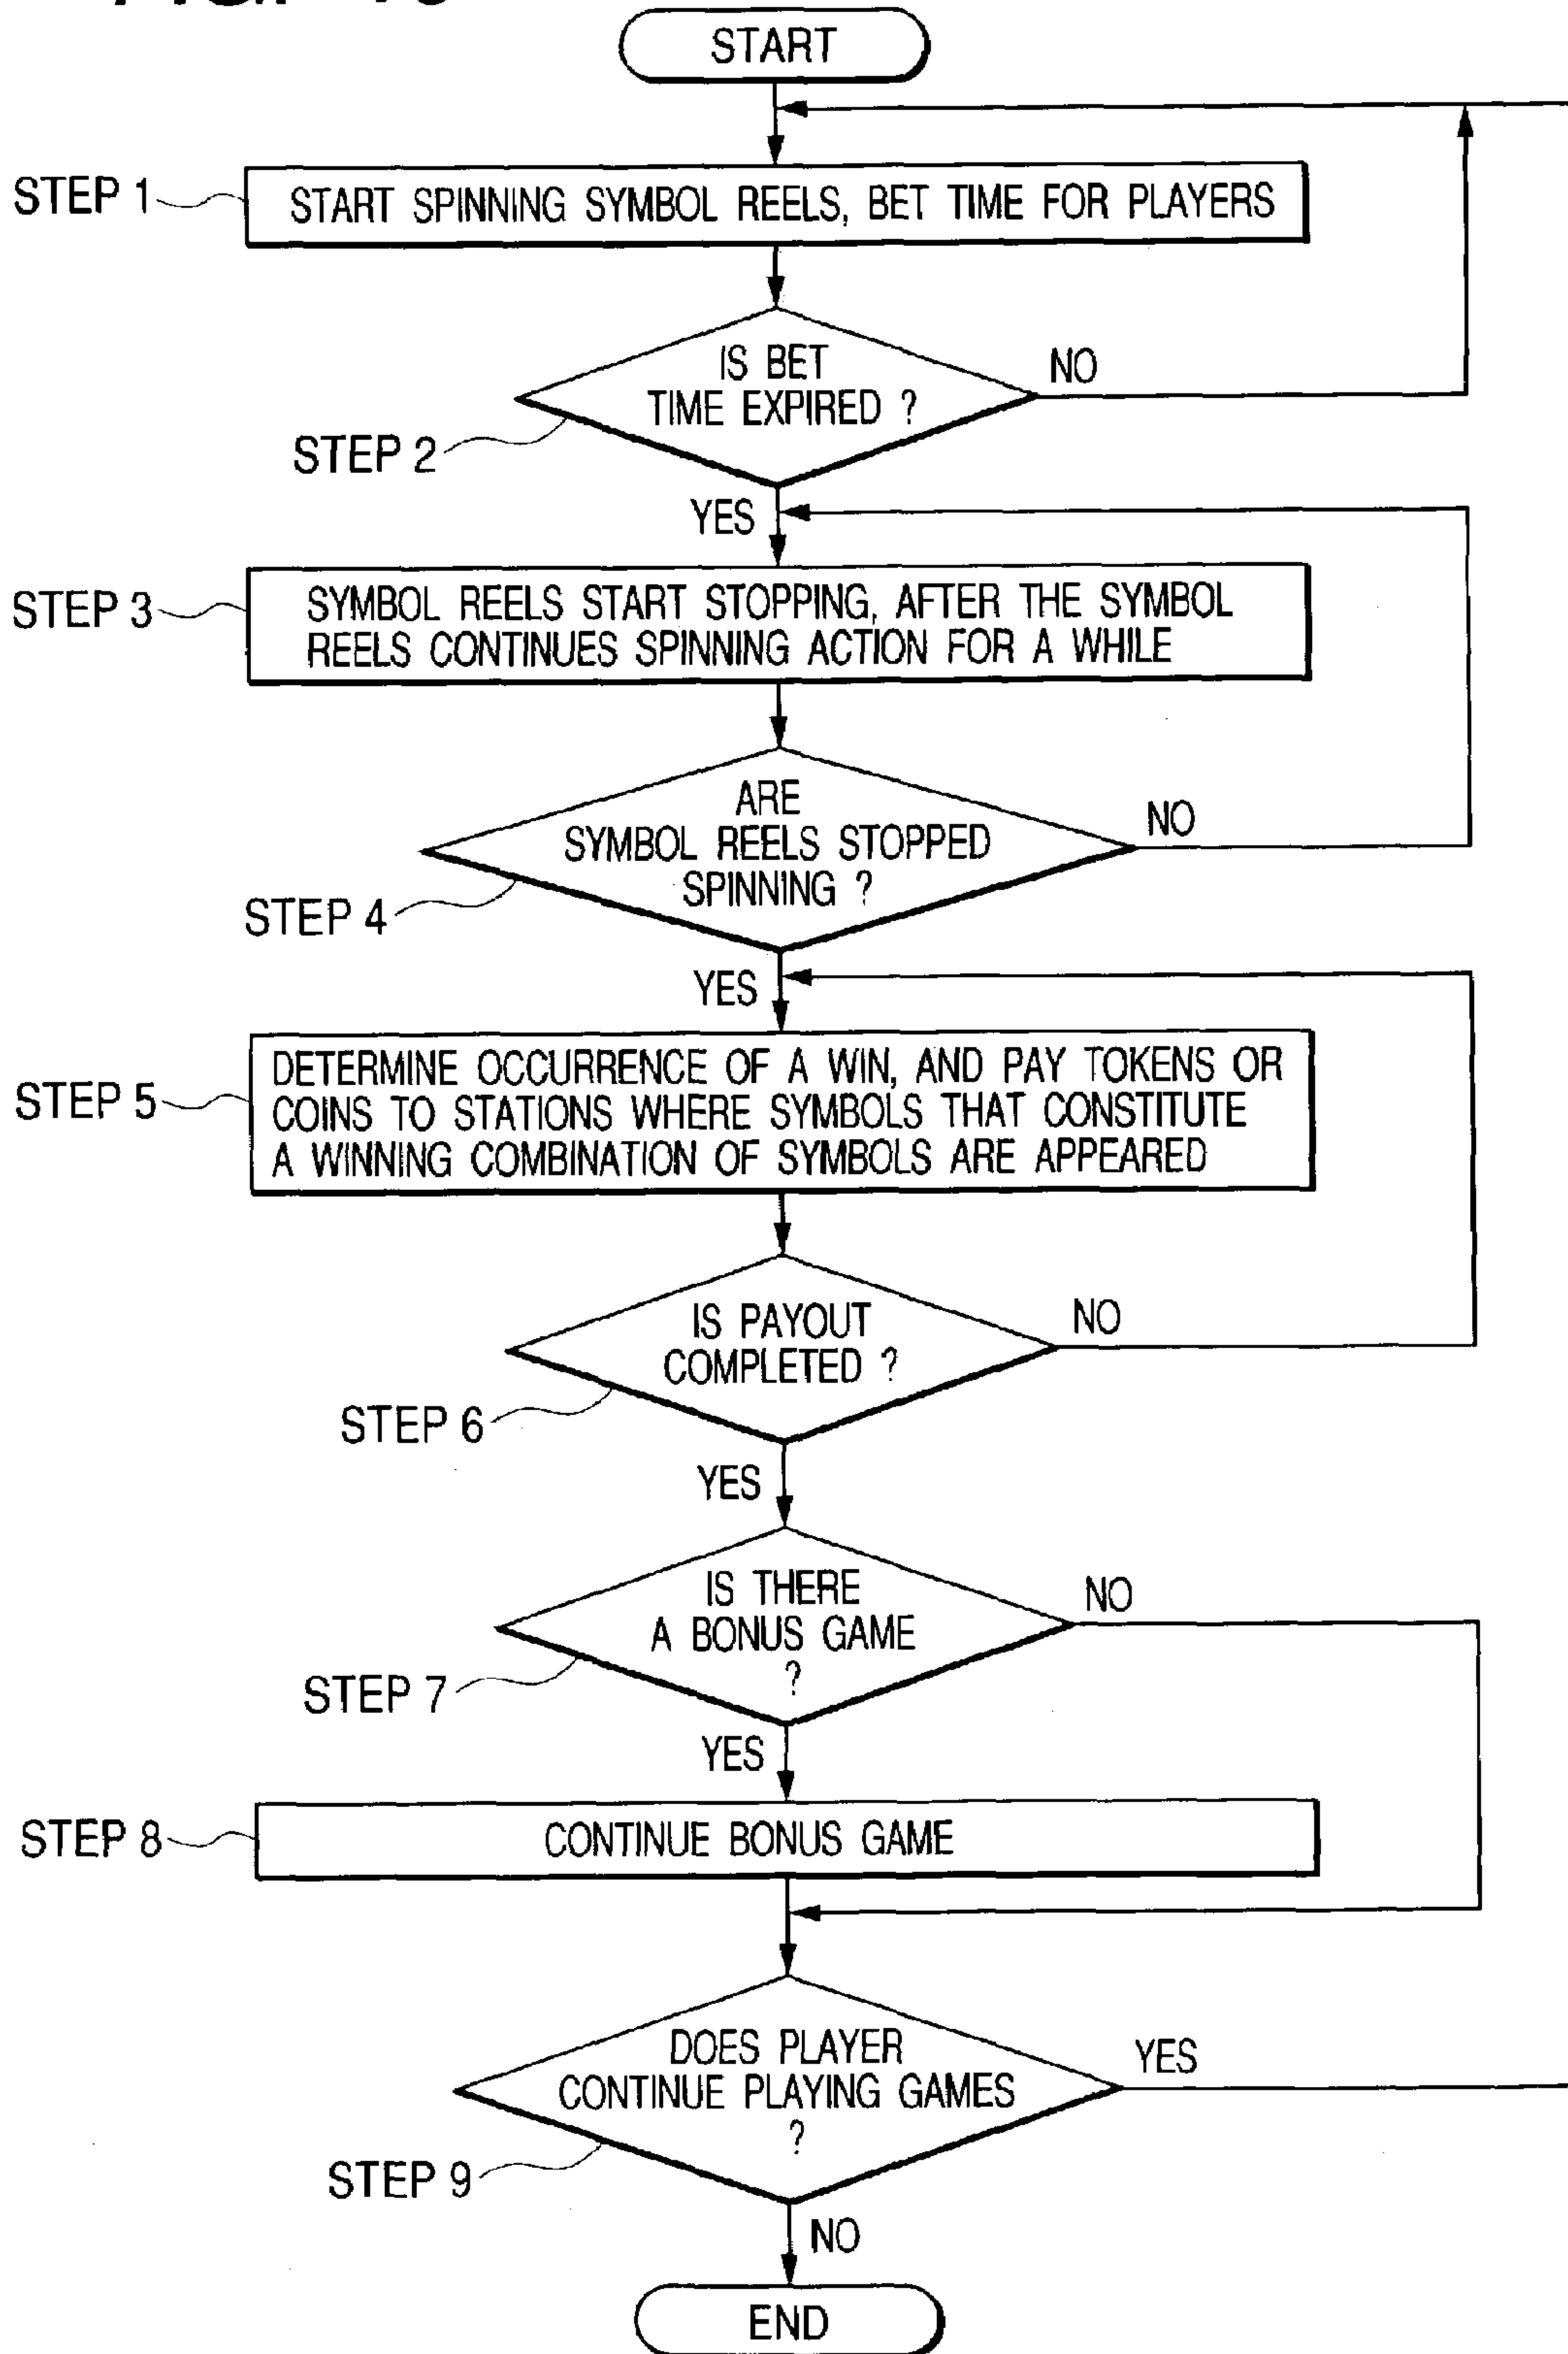 START
STEP 1
START SPINNING SYMBOL REELS, BET TIME FOR PLAYERS
IS BET
TIME EXPIRED ?
NO
STEP 2
YES
STEP 3
SYMBOL REELS START STOPPING, AFTER THE SYMBOL
REELS CONTINUES SPINNING ACTION FOR A WHILE
ARE
SYMBOL REELS STOPPED
SPINNING ?
NO
STEP 4
YES
STEP 5
DETERMINE OCCURRENCE OF A WIN, AND PAY TOKENS OR
COINS TO STATIONS WHERE SYMBOLS THAT CONSTITUTE
A WINNING COMBINATION OF SYMBOLS ARE APPEARED
IS PAYOUT
COMPLETED ?
NO
STEP 6
YES
IS THERE
A BONUS GAME
?
NO
STEP 7
YES
STEP 8
CONTINUE BONUS GAME
DOES PLAYER
CONTINUE PLAYING GAMES
?
YES
STEP 9
NO
END